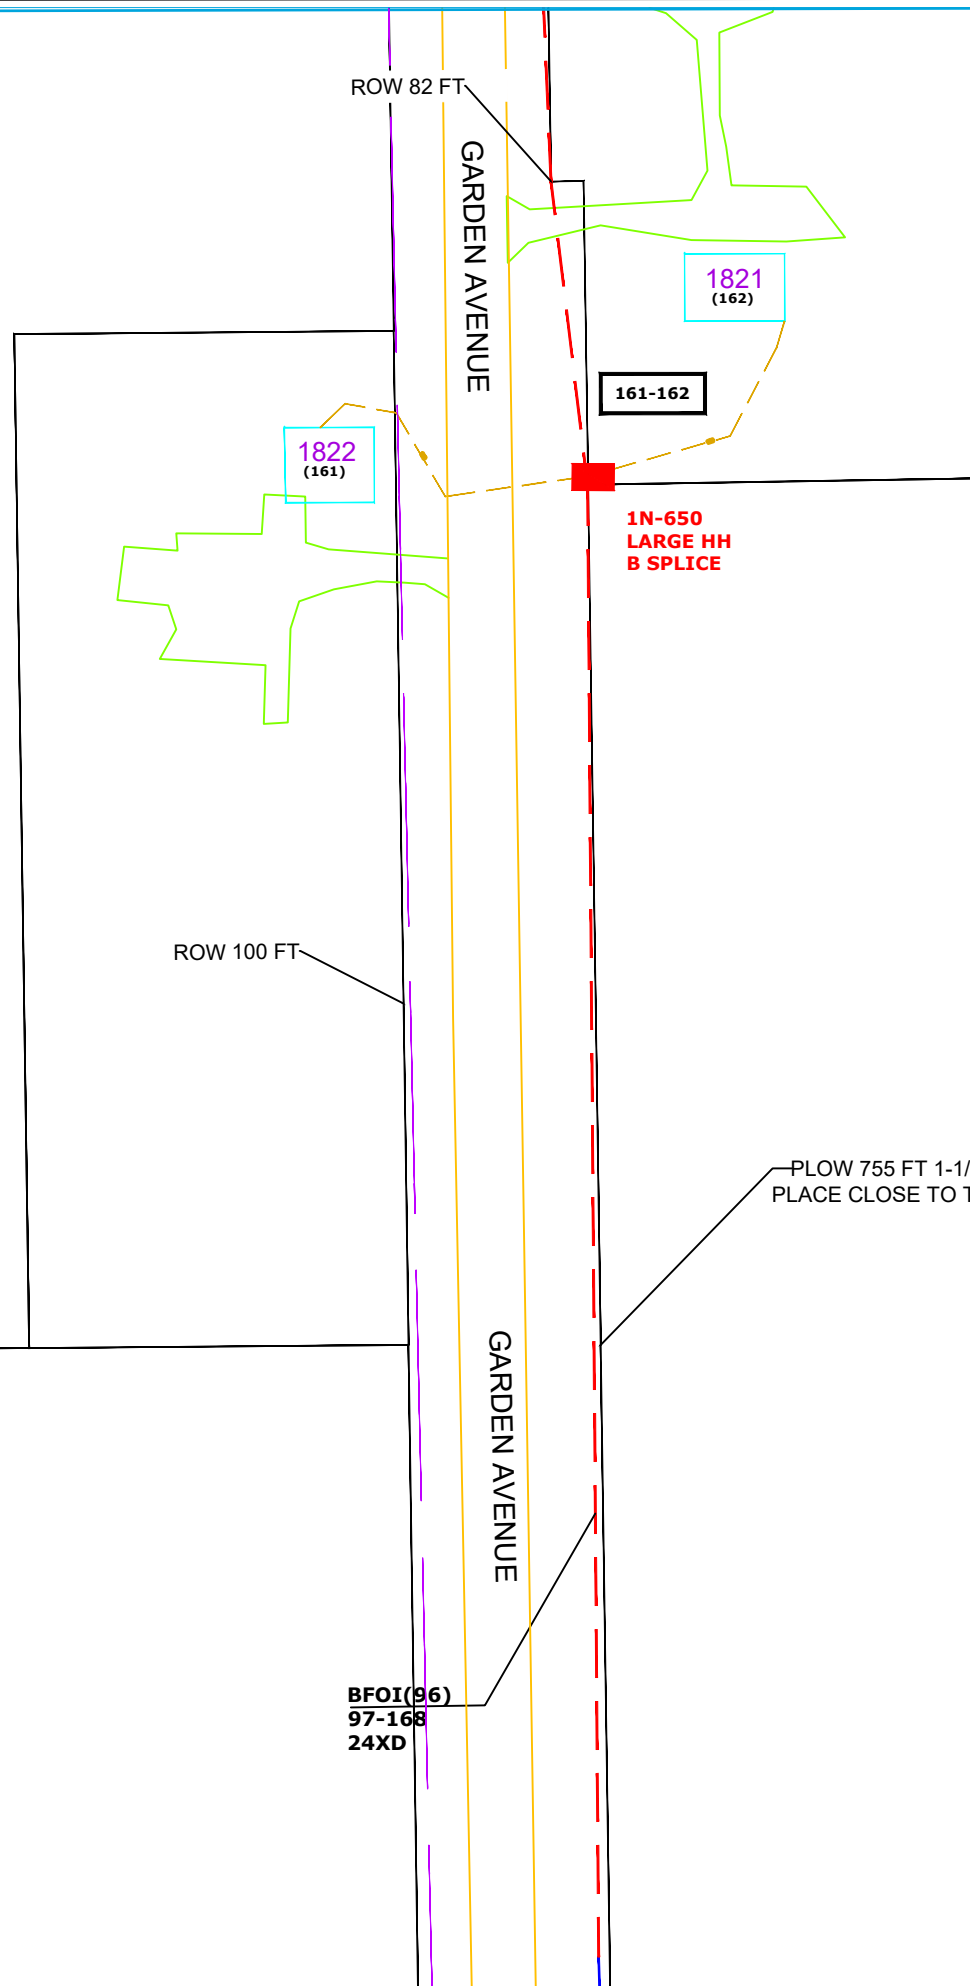 ROW 82 FT
GARDEN AVENUE
1821
(162)
161-162
1822
(161)
1N-650
LARGE HH
B SPLICE
ROW 100 FT
PLOW 755 FT 1-1/
PLACE CLOSE TO T
GARDEN AVENUE
BFOI(96)
97-168
24XD